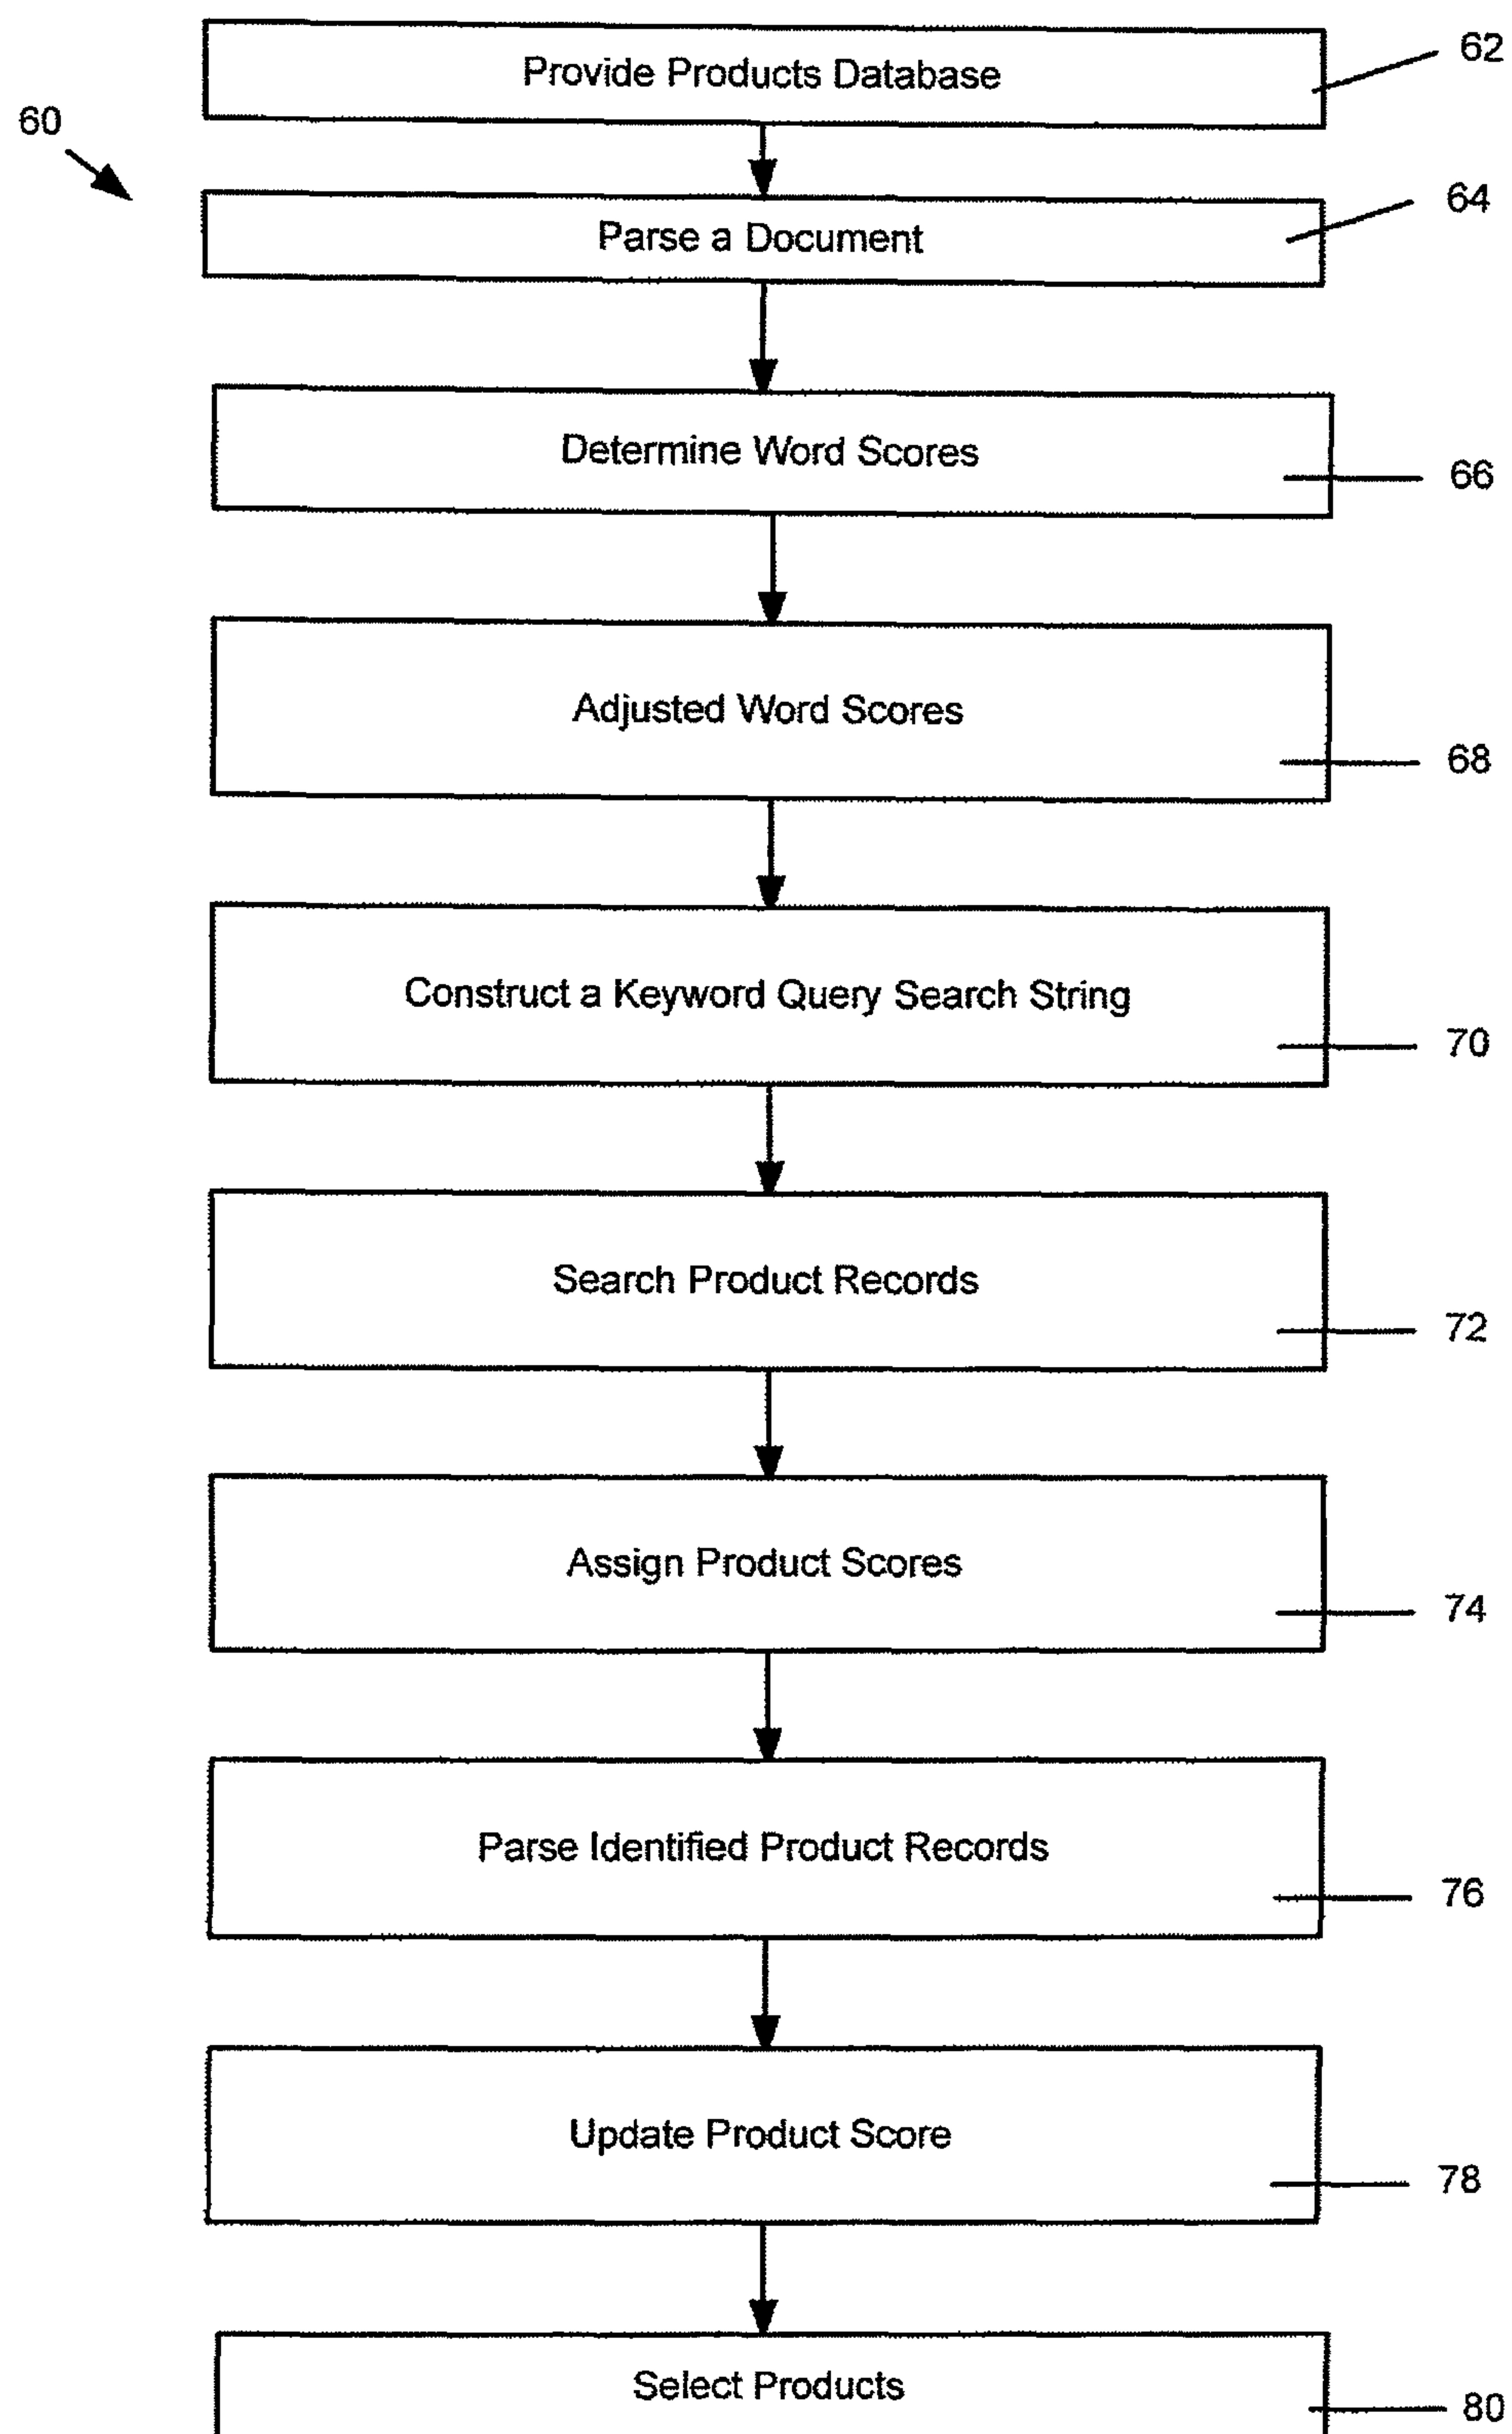 Provide Products Database
62
60
Parse a Document
64
Determine Word Scores
66
Adjusted Word Scores
68
Construct a Keyword Query Search String
70
Search Product Records
72
Assign Product Scores
74
Parse Identified Product Records
76
Update Product Score
78
Select Products
80